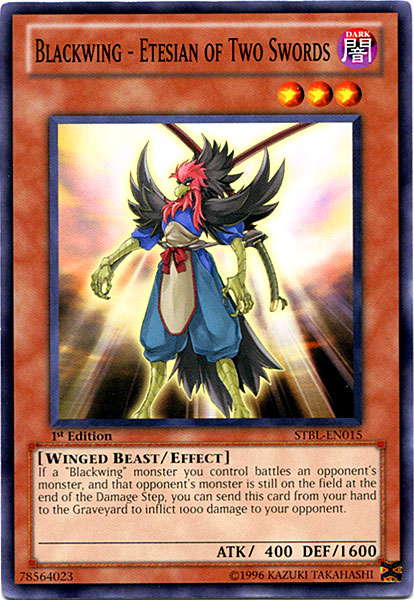 Blackwing - Etesian of Two Swords
DARK
闇
1st Edition
STBL-EN015
[Winged Beast/Effect]
If a "Blackwing" monster you control battles an opponent's
monster, and that opponent's monster is still on the field at the
end of the Damage Step, you can send this card from your hand
to the Graveyard to inflict 1000 damage to your opponent.
ATK/ 400 DEF/1600
78564023
©1996 KAZUKI TAKAHASHI